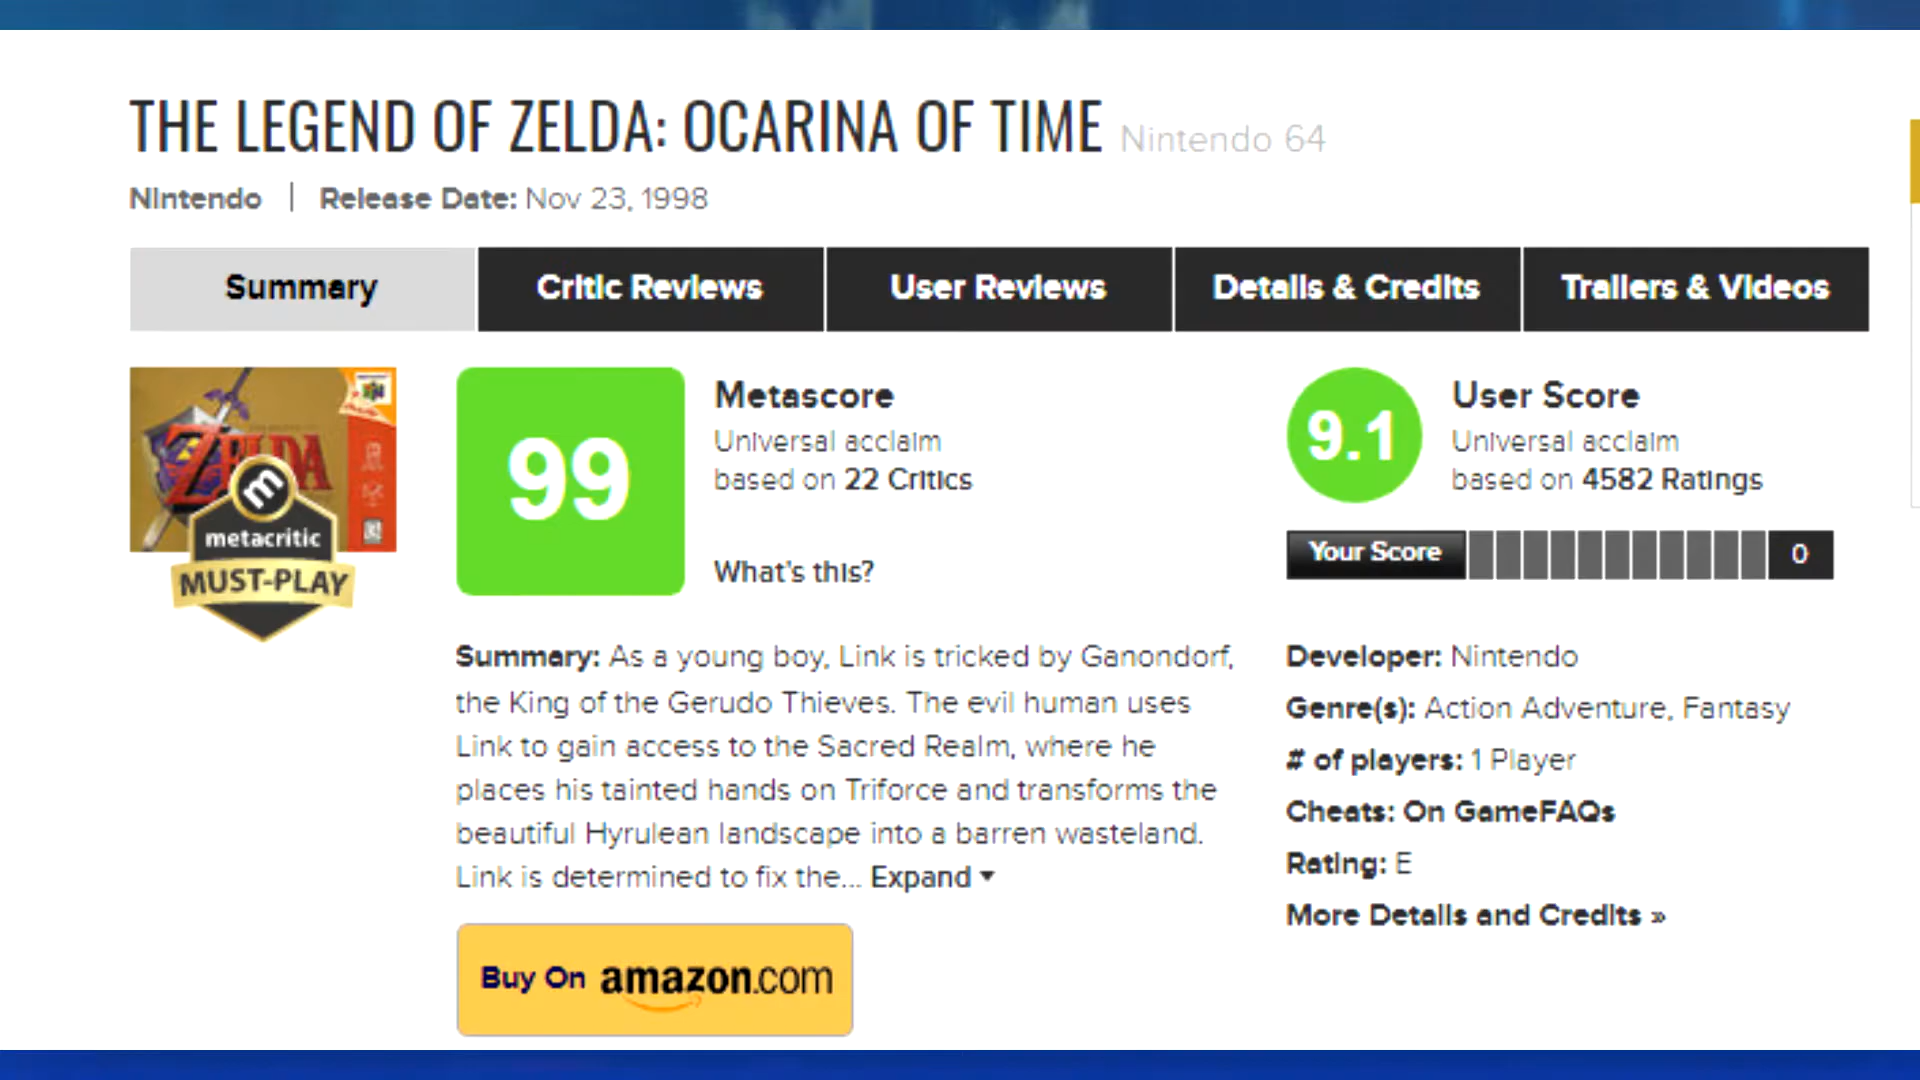 THE LEGEND OF ZELDA: OCARINA OF TIME Nintendo 64
Nintendo | Release Date: Nov 23, 1998
Summary
Critic Reviews
User Reviews
Details & Credits
Trailers & Videos
ZELDA
metacritic
MUST-PLAY
99
Metascore
Universal acclaim
based on 22 Critics
What's this?
9.1
User Score
Universal acclaim
based on 4582 Ratings
Your Score
0
Summary: As a young boy, Link is tricked by Ganondorf,
the King of the Gerudo Thieves. The evil human uses
Link to gain access to the Sacred Realm, where he
places his tainted hands on Triforce and transforms the
beautiful Hyrulean landscape into a barren wasteland.
Link is determined to fix the... Expand
Buy On amazon.com
Developer: Nintendo
Genre(s): Action Adventure, Fantasy
# of players: 1 Player
Cheats: On GameFAQs
Rating: E
More Details and Credits »